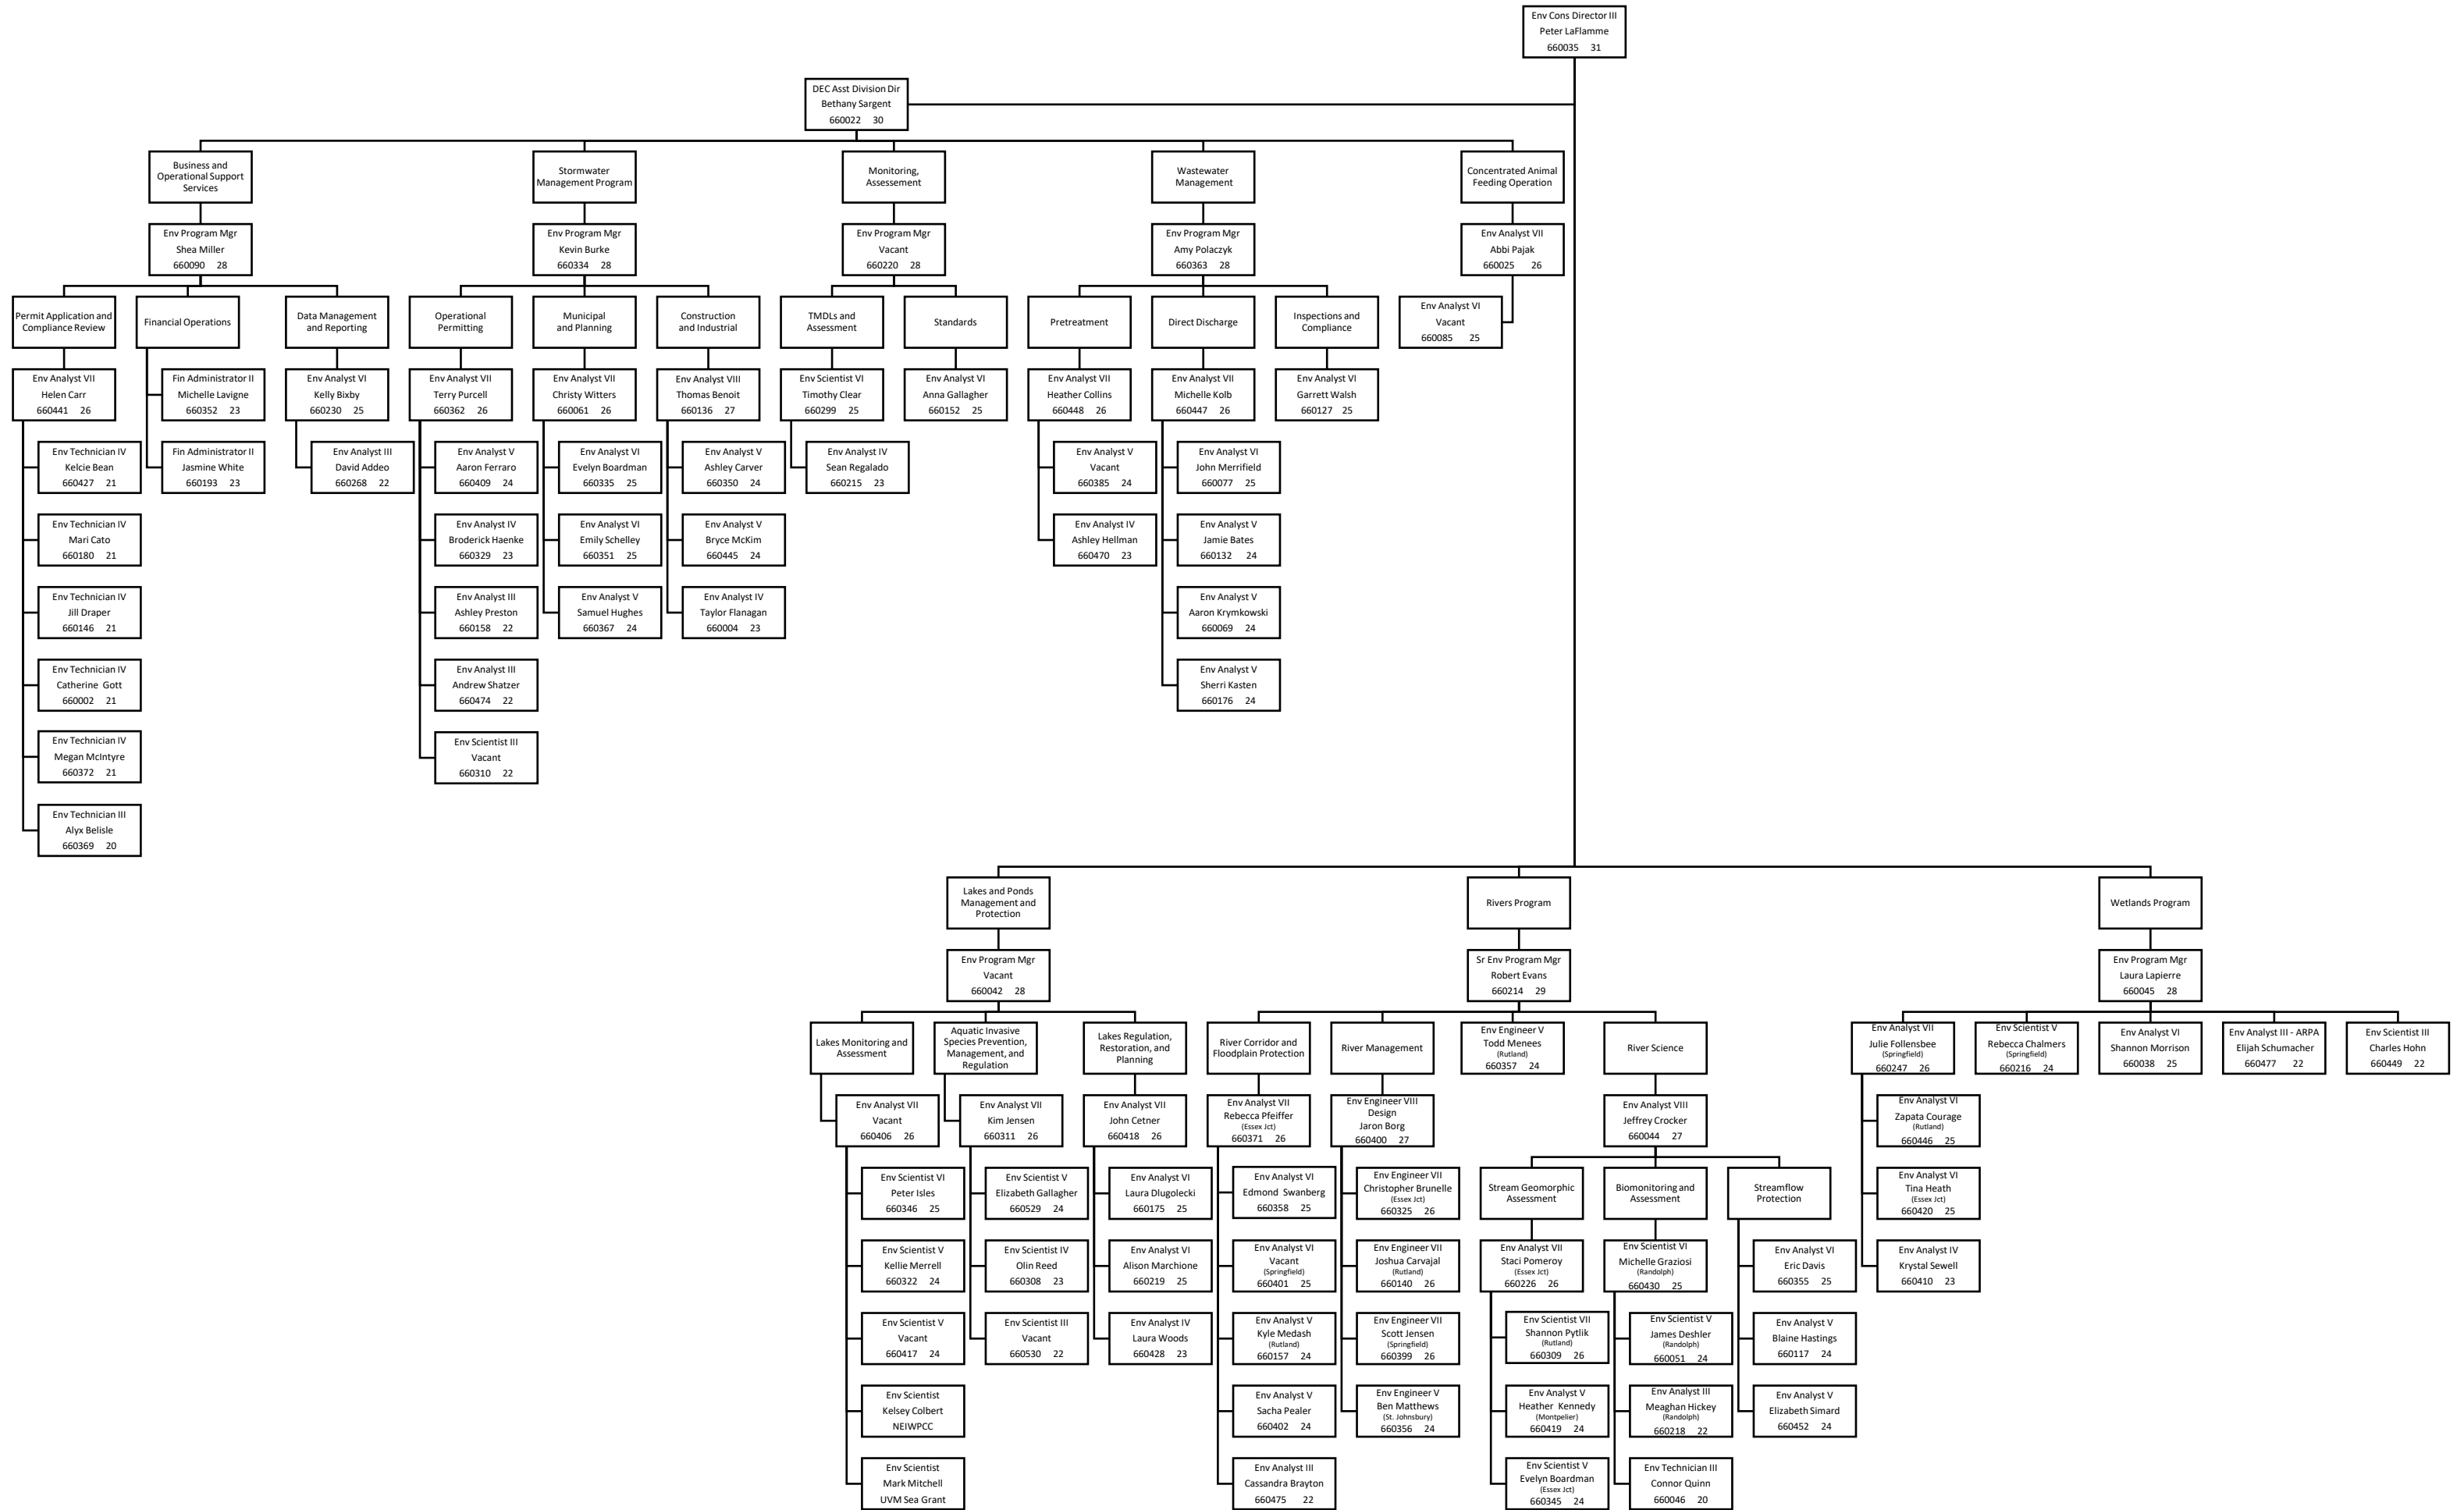 Env Cons Director III
Peter LaFlamme
660035 31
DEC Asst Division Dir
Bethany Sargent
660022 30
Business and
Operational Support
Services
Stormwater
Management Program
Monitoring,
Assessement
Wastewater
Management
Concentrated Animal
Feeding Operation
Env Program Mgr
Shea Miller
660090 28
Env Program Mgr
Kevin Burke
660334 28
Env Program Mgr
Vacant
660220 28
Env Program Mgr
Amy Polaczyk
660363 28
Env Analyst VII
Abbi Pajak
660025 26
Permit Application and
Compliance Review
Financial Operations
Data Management
and Reporting
Operational
Permitting
Municipal
and Planning
Construction
and Industrial
TMDLs and
Assessment
Standards
Pretreatment
Direct Discharge
Inspections and
Compliance
Env Analyst VI
Vacant
660085 25
Env Analyst VII
Helen Carr
660441 26
Fin Administrator II
Michelle Lavigne
660352 23
Env Analyst VI
Kelly Bixby
660230 25
Env Analyst VII
Terry Purcell
660362 26
Env Analyst VII
Christy Witters
660061 26
Env Analyst VIII
Thomas Benoit
660136 27
Env Scientist VI
Timothy Clear
660299 25
Env Analyst VI
Anna Gallagher
660152 25
Env Analyst VII
Heather Collins
660448 26
Env Analyst VII
Michelle Kolb
660447 26
Env Analyst VI
Garrett Walsh
660127 25
Env Technician IV
Kelcie Bean
660427 21
Fin Administrator II
Jasmine White
660193 23
Env Analyst III
David Addeo
660268 22
Env Analyst V
Aaron Ferraro
660409 24
Env Analyst VI
Evelyn Boardman
660335 25
Env Analyst V
Ashley Carver
660350 24
Env Analyst IV
Sean Regalado
660215 23
Env Analyst V
Vacant
660385 24
Env Analyst VI
John Merrifield
660077 25
Env Technician IV
Mari Cato
660180 21
Env Analyst IV
Broderick Haenke
660329 23
Env Analyst VI
Emily Schelley
660351 25
Env Analyst V
Bryce McKim
660445 24
Env Analyst IV
Ashley Hellman
660470 23
Env Analyst V
Jamie Bates
660132 24
Env Technician IV
Jill Draper
660146 21
Env Analyst III
Ashley Preston
660158 22
Env Analyst V
Samuel Hughes
660367 24
Env Analyst IV
Taylor Flanagan
660004 23
Env Analyst V
Aaron Krymkowski
660069 24
Env Technician IV
Catherine Gott
660002 21
Env Analyst III
Andrew Shatzer
660474 22
Env Analyst V
Sherri Kasten
660176 24
Env Technician IV
Megan McIntyre
660372 21
Env Scientist III
Vacant
660310 22
Env Technician III
Alyx Belisle
660369 20
Lakes and Ponds
Management and
Protection
Rivers Program
Wetlands Program
Env Program Mgr
Vacant
660042 28
Sr Env Program Mgr
Robert Evans
660214 29
Env Program Mgr
Laura Lapierre
660045 28
Lakes Monitoring and
Assessment
Aquatic Invasive
Species Prevention,
Management, and
Regulation
Lakes Regulation,
Restoration, and
Planning
River Corridor and
Floodplain Protection
River Management
Env Engineer V
Todd Menees
(Rutland)
660357 24
River Science
Env Analyst VII
Julie Follensbee
(Springfield)
660247 26
Env Scientist V
Rebecca Chalmers
(Springfield)
660216 24
Env Analyst VI
Shannon Morrison
660038 25
Env Analyst III - ARPA
Elijah Schumacher
660477 22
Env Scientist III
Charles Hohn
660449 22
Env Analyst VII
Vacant
660406 26
Env Analyst VII
Kim Jensen
660311 26
Env Analyst VII
John Cetner
660418 26
Env Analyst VII
Rebecca Pfeiffer
(Essex Jct)
660371 26
Env Engineer VIII
Design
Jaron Borg
660400 27
Env Analyst VIII
Jeffrey Crocker
660044 27
Env Analyst VI
Zapata Courage
(Rutland)
660446 25
Env Scientist VI
Peter Isles
660346 25
Env Scientist V
Elizabeth Gallagher
660529 24
Env Analyst VI
Laura Dlugolecki
660175 25
Env Analyst VI
Edmond Swanberg
660358 25
Env Engineer VII
Christopher Brunelle
(Essex Jct)
660325 26
Stream Geomorphic
Assessment
Biomonitoring and
Assessment
Streamflow
Protection
Env Analyst VI
Tina Heath
(Essex Jct)
660420 25
Env Scientist V
Kellie Merrell
660322 24
Env Scientist IV
Olin Reed
660308 23
Env Analyst VI
Alison Marchione
660219 25
Env Analyst VI
Vacant
(Springfield)
660401 25
Env Engineer VII
Joshua Carvajal
(Rutland)
660140 26
Env Analyst VII
Staci Pomeroy
(Essex Jct)
660226 26
Env Scientist VI
Michelle Graziosi
(Randolph)
660430 25
Env Analyst VI
Eric Davis
660355 25
Env Analyst IV
Krystal Sewell
660410 23
Env Scientist V
Vacant
660417 24
Env Scientist III
Vacant
660530 22
Env Analyst IV
Laura Woods
660428 23
Env Analyst V
Kyle Medash
(Rutland)
660157 24
Env Engineer VII
Scott Jensen
(Springfield)
660399 26
Env Scientist VII
Shannon Pytlik
(Rutland)
660309 26
Env Scientist V
James Deshler
(Randolph)
660051 24
Env Analyst V
Blaine Hastings
660117 24
Env Scientist
Kelsey Colbert
NEIWPCC
Env Analyst V
Sacha Pealer
660402 24
Env Engineer V
Ben Matthews
(St. Johnsbury)
660356 24
Env Analyst V
Heather Kennedy
(Montpelier)
660419 24
Env Analyst III
Meaghan Hickey
(Randolph)
660218 22
Env Analyst V
Elizabeth Simard
660452 24
Env Scientist
Mark Mitchell
UVM Sea Grant
Env Analyst III
Cassandra Brayton
660475 22
Env Scientist V
Evelyn Boardman
(Essex Jct)
660345 24
Env Technician III
Connor Quinn
660046 20